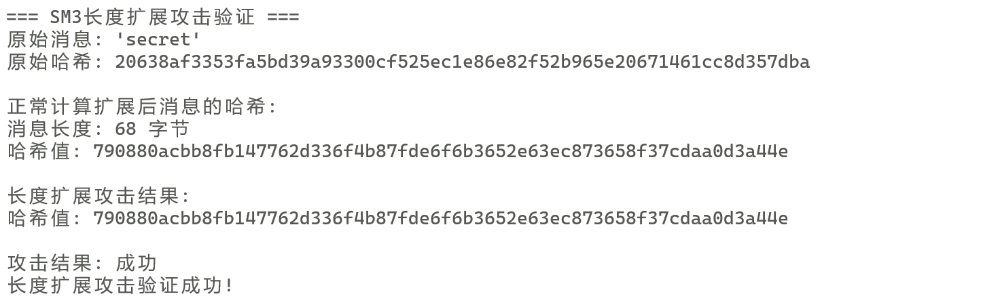 === SM3长度扩展攻击验证 ===
原始消息: 'secret'
原始哈希: 20638af3353fa5bd39a93300cf525ec1e86e82f52b965e20671461cc8d357dba
正常计算扩展后消息的哈希:
消息长度: 68 字节
哈希值: 790880acbb8fb147762d336f4b87fde6f6b3652e63ec873658f37cdaa0d3a44e
长度扩展攻击结果:
哈希值: 790880acbb8fb147762d336f4b87fde6f6b3652e63ec873658f37cdaa0d3a44e
攻击结果: 成功
长度扩展攻击验证成功!